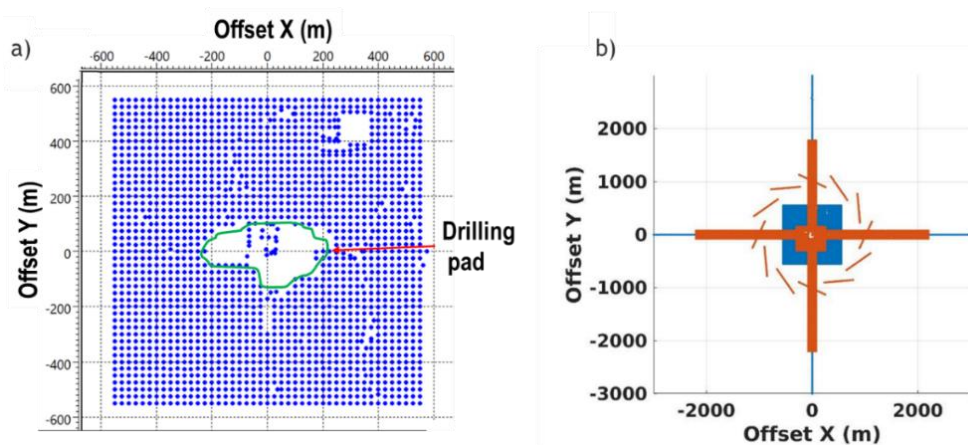 a)
Offset X (m)
-600 -400 -200 0 200 400 600
600
400
200
0
-200
-400
-600
Offset Y (m)
Drilling
pad
b)
2000
1000
0
-1000
-2000
-3000
Offset Y (m)
-2000 0 2000
Offset X (m)